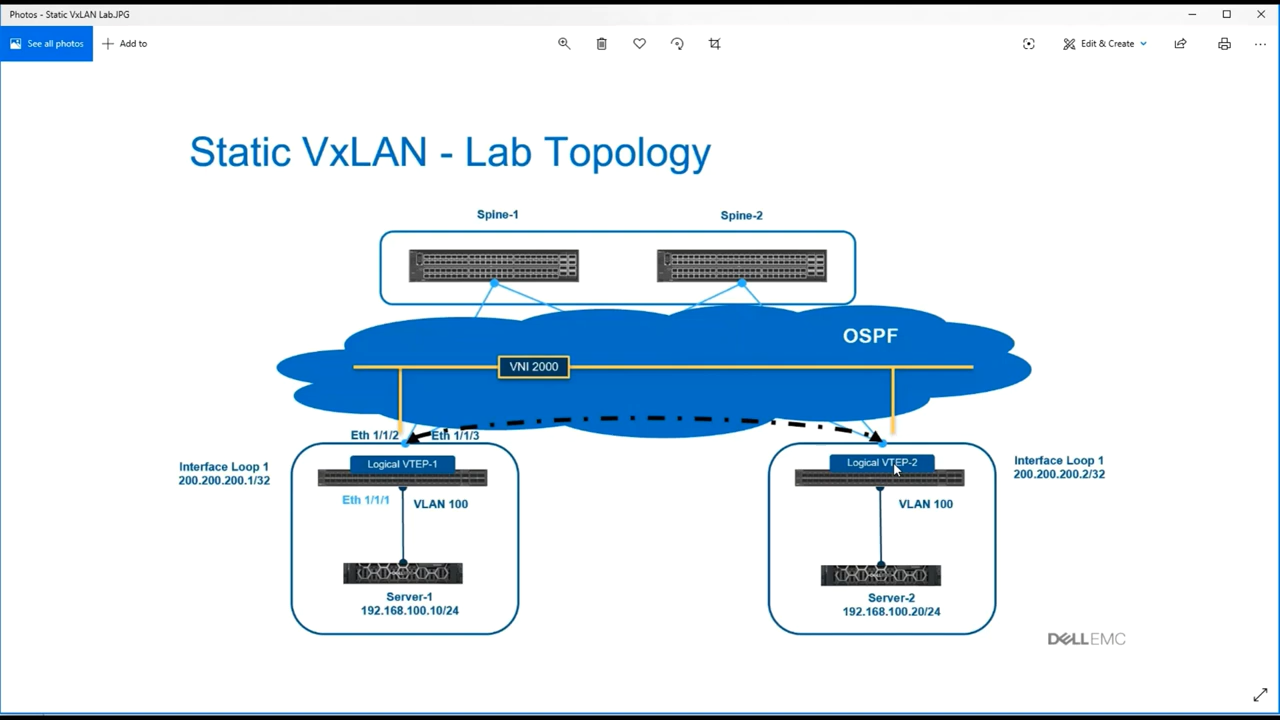 Photos - Static VxLAN Lab.JPG
See all photos
Add to
Edit & Create
Static VxLAN - Lab Topology
Spine-1
Spine-2
OSPF
VNI 2000
Eth 1/1/2
Eth 1/1/3
Interface Loop 1
200.200.200.1/32
Logical VTEP-1
Logical VTEP-2
Interface Loop 1
200.200.200.2/32
Eth 1/1/1
VLAN 100
VLAN 100
Server-1
192.168.100.10/24
Server-2
192.168.100.20/24
DELLEMC